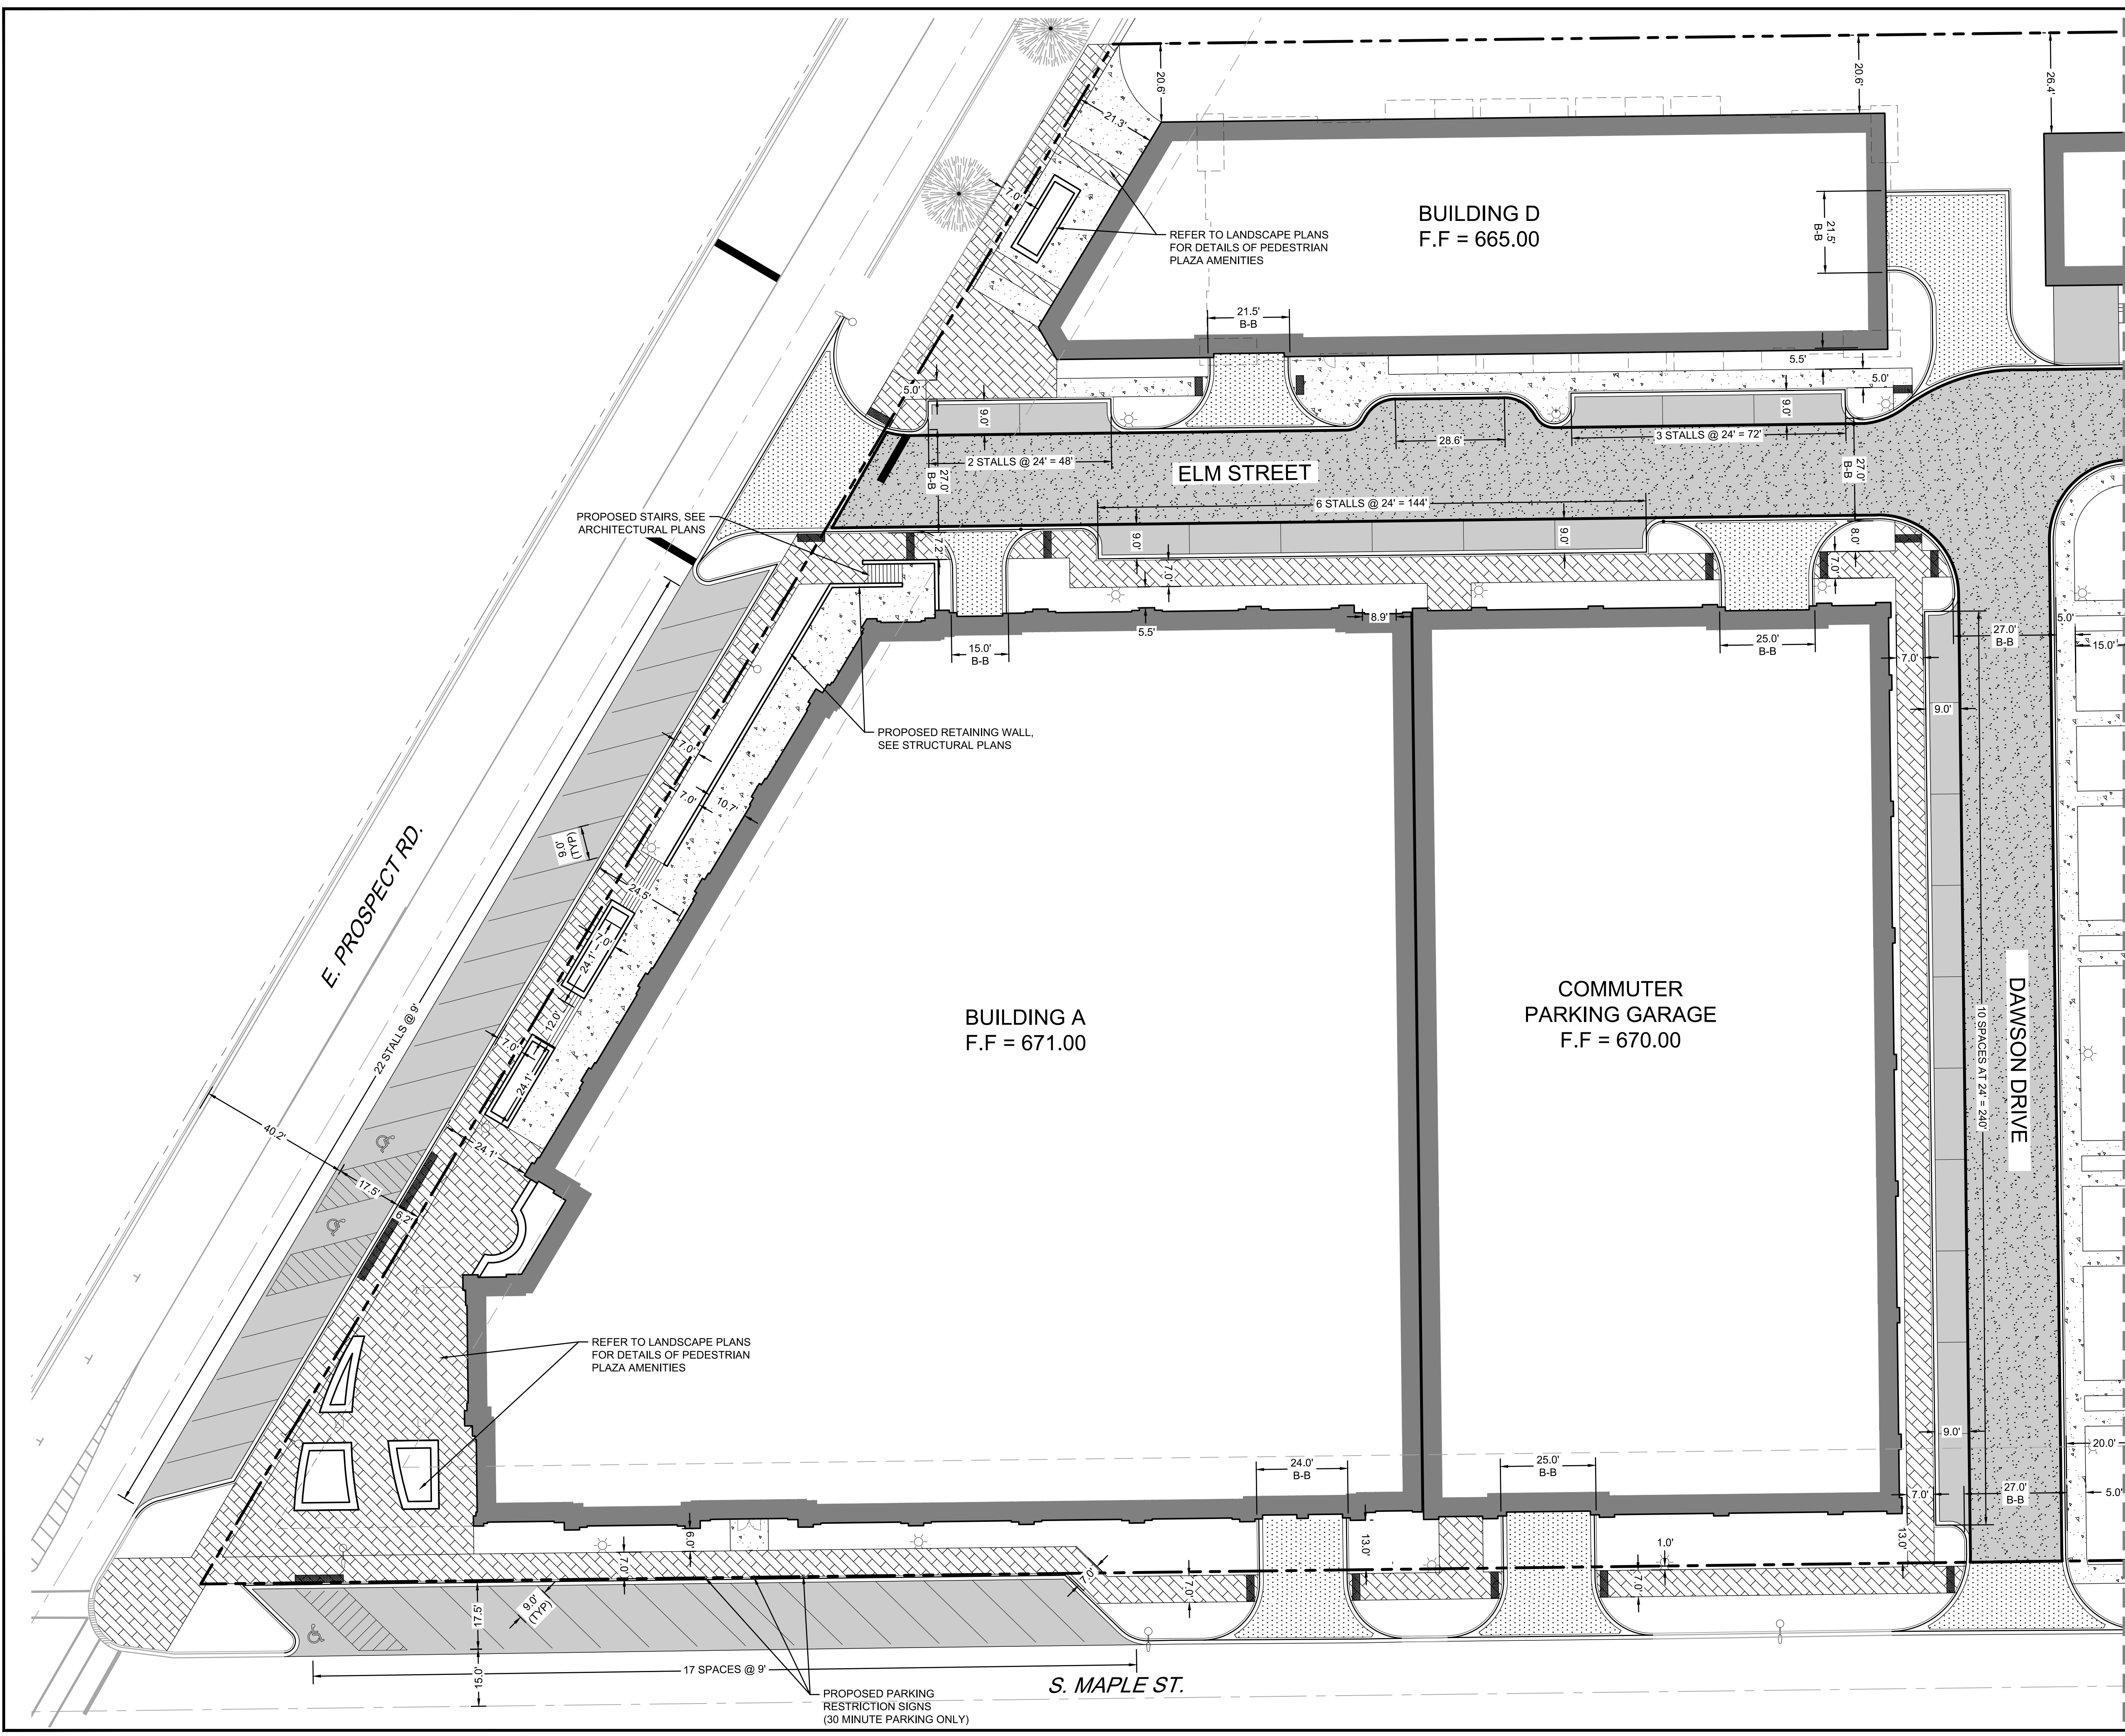 20.6'
20.6'
26.4'
21.3'
7.0'
REFER TO LANDSCAPE PLANS
FOR DETAILS OF PEDESTRIAN
PLAZA AMENITIES
BUILDING D
F.F = 665.00
21.5'
B-B
21.5'
B-B
5.5'
5.0'
5.0'
9.0'
2 STALLS @ 24' = 48'
27.0'
B-B
28.6'
9.0'
3 STALLS @ 24' = 72'
27.0'
B-B
ELM STREET
6 STALLS @ 24' = 144'
PROPOSED STAIRS, SEE
ARCHITECTURAL PLANS
7.2'
9.0'
7.0'
9.0'
8.0'
7.0'
15.0'
B-B
5.5'
8.9'
25.0'
B-B
7.0'
9.0'
27.0'
B-B
5.0'
15.0'
PROPOSED RETAINING WALL,
SEE STRUCTURAL PLANS
7.0'
7.0'
10.7'
9.0'
(TYP)
24.5'
7.0'
24.1'
12.0'
7.0'
24.1'
24.1'
E. PROSPECT RD.
22 STALLS @ 9'
40.2'
17.5'
6.2'
BUILDING A
F.F = 671.00
COMMUTER
PARKING GARAGE
F.F = 670.00
10 SPACES AT 24' = 240'
DAWSON DRIVE
REFER TO LANDSCAPE PLANS
FOR DETAILS OF PEDESTRIAN
PLAZA AMENITIES
24.0'
B-B
25.0'
B-B
9.0'
20.0'
7.0'
27.0'
B-B
5.0'
6.0'
7.0'
13.0'
1.0'
13.0'
7.0'
7.0'
7.0'
17.5'
9.0'
(TYP)
15.0'
17 SPACES @ 9'
S. MAPLE ST.
PROPOSED PARKING
RESTRICTION SIGNS
(30 MINUTE PARKING ONLY)